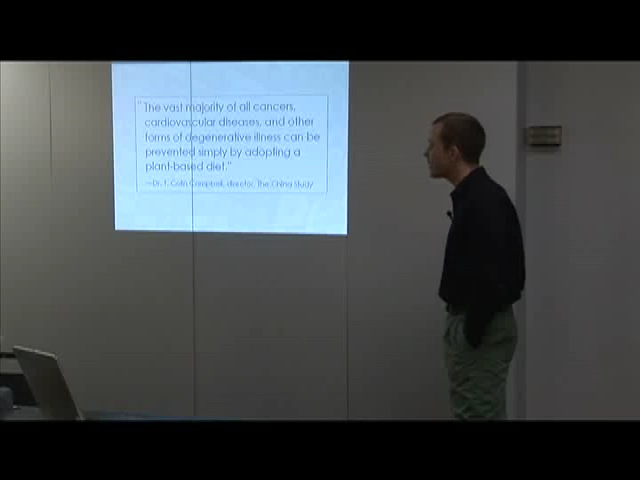 "The vast majority of all cancers,
cardiovascular diseases, and other
forms of degenerative illness can be
prevented simply by adopting a
plant-based diet."
—Dr. T. Colin Campbell, director, The China Study